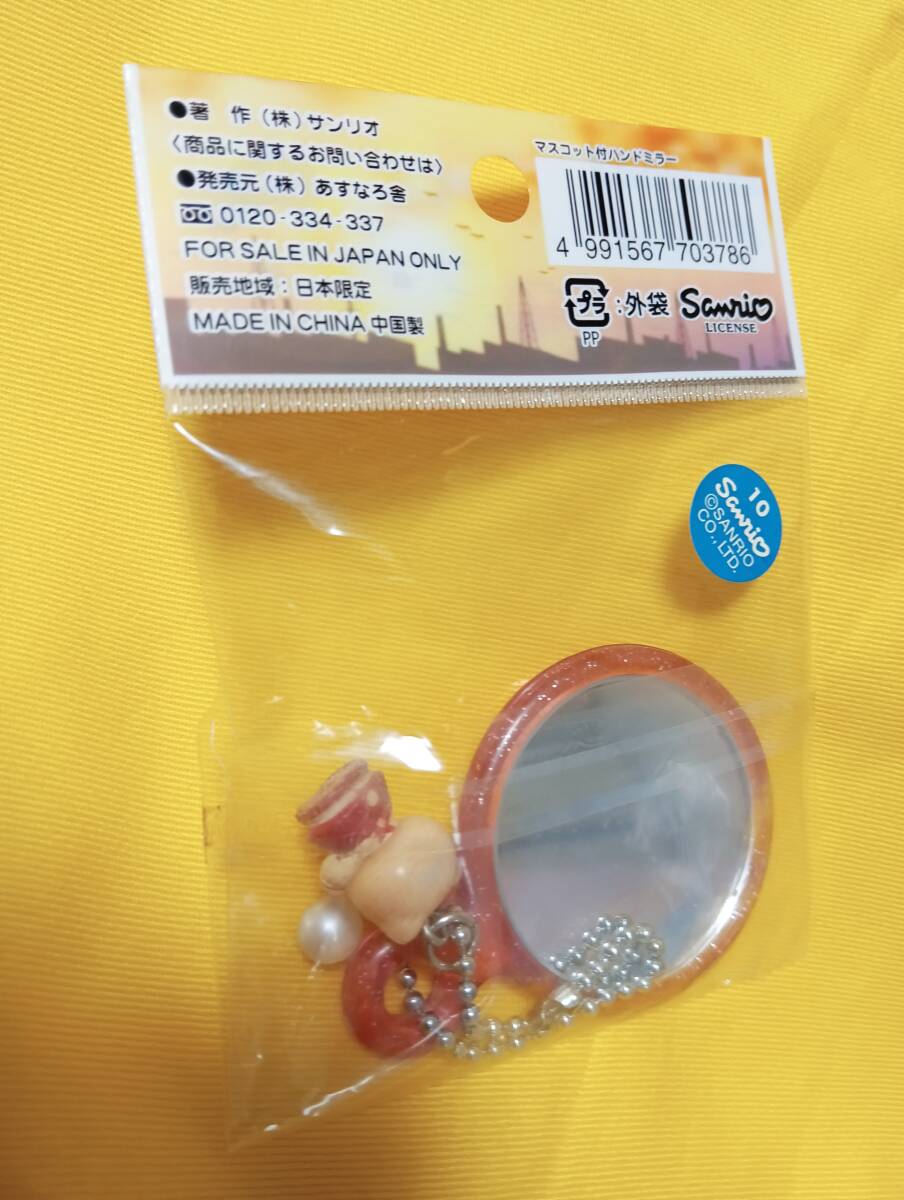 ●著　作（株）サンリオ
〈商品に関するお問い合わせは〉
●発売元（株）あすなろ舎
0120-334-337
FOR SALE IN JAPAN ONLY
販売地域：日本限定
MADE IN CHINA 中国製
マスコット付ハンドミラー
4 991567 703786
プラ
PP
：外袋
Sanrio
LICENSE
10
Sanrio
©SANRIO
CO.,LTD.